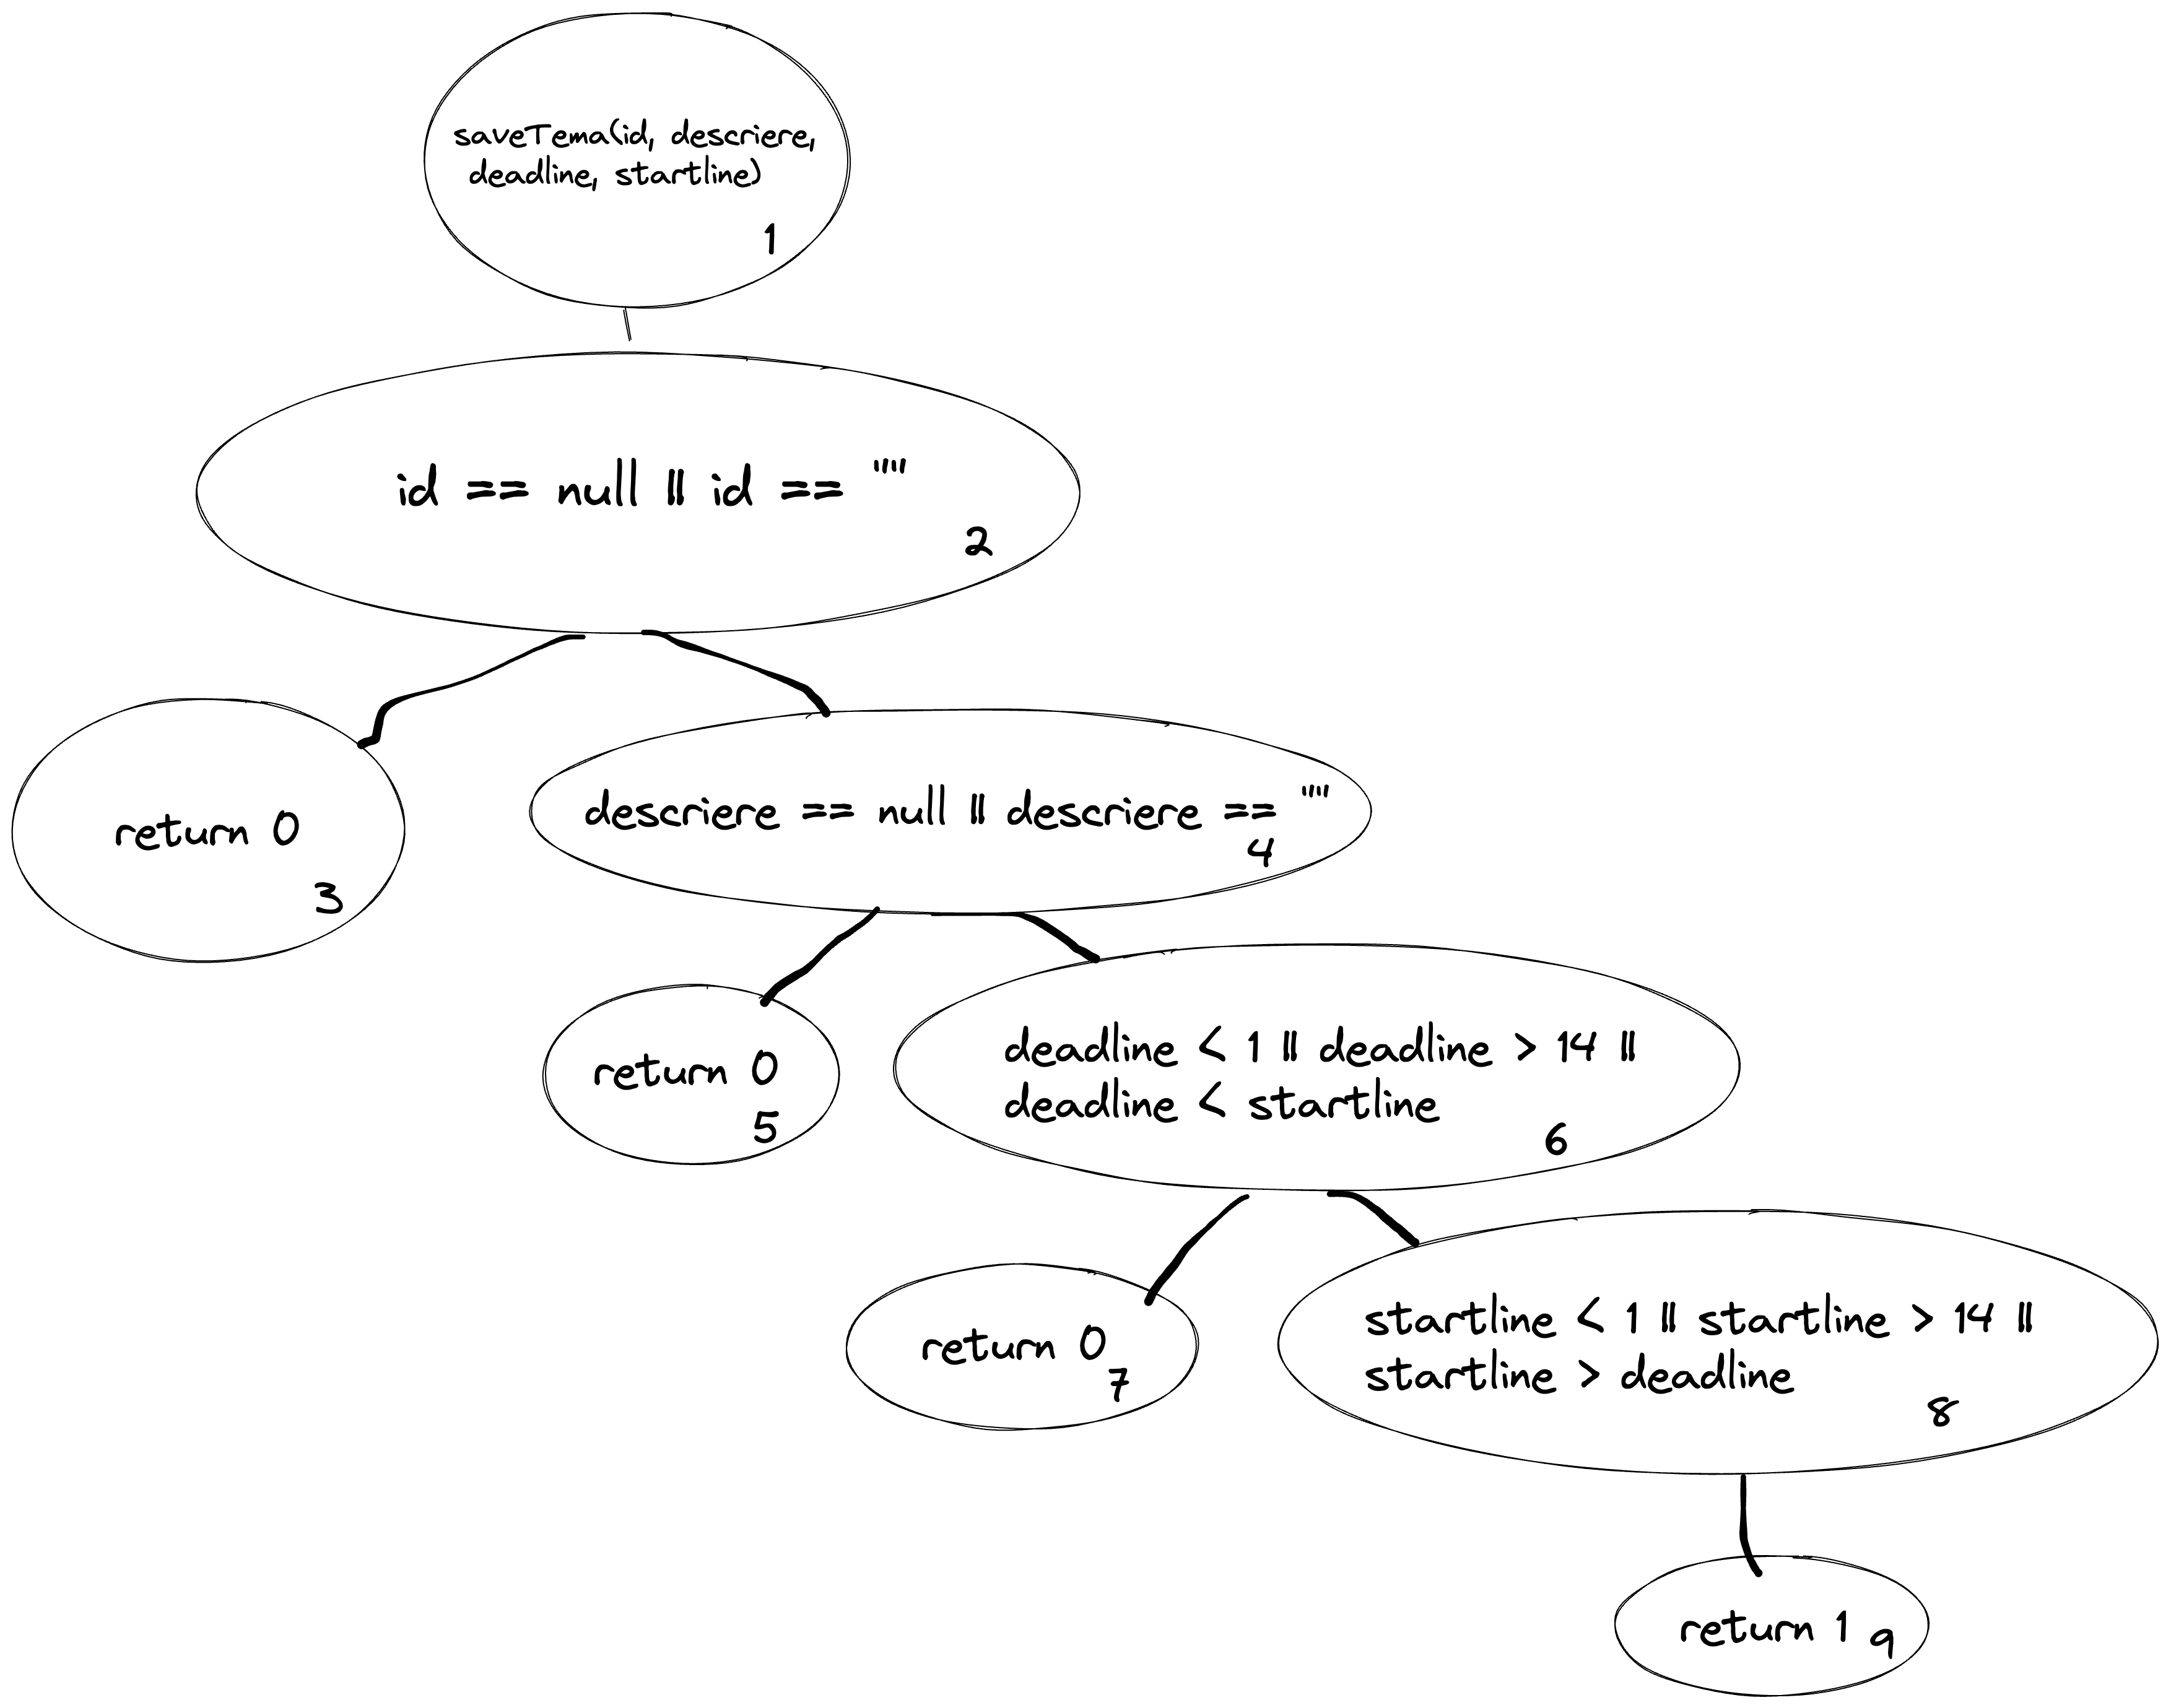 saveTema(id, descriere,
deadline, startline)
1
id == null || id == ""
2
return 0
3
descriere == null || descriere == ""
4
return 0
5
deadline < 1 || deadline > 14 ||
deadline < startline
6
return 0
7
startline < 1 || startline > 14 ||
startline > deadline
8
return 1
9